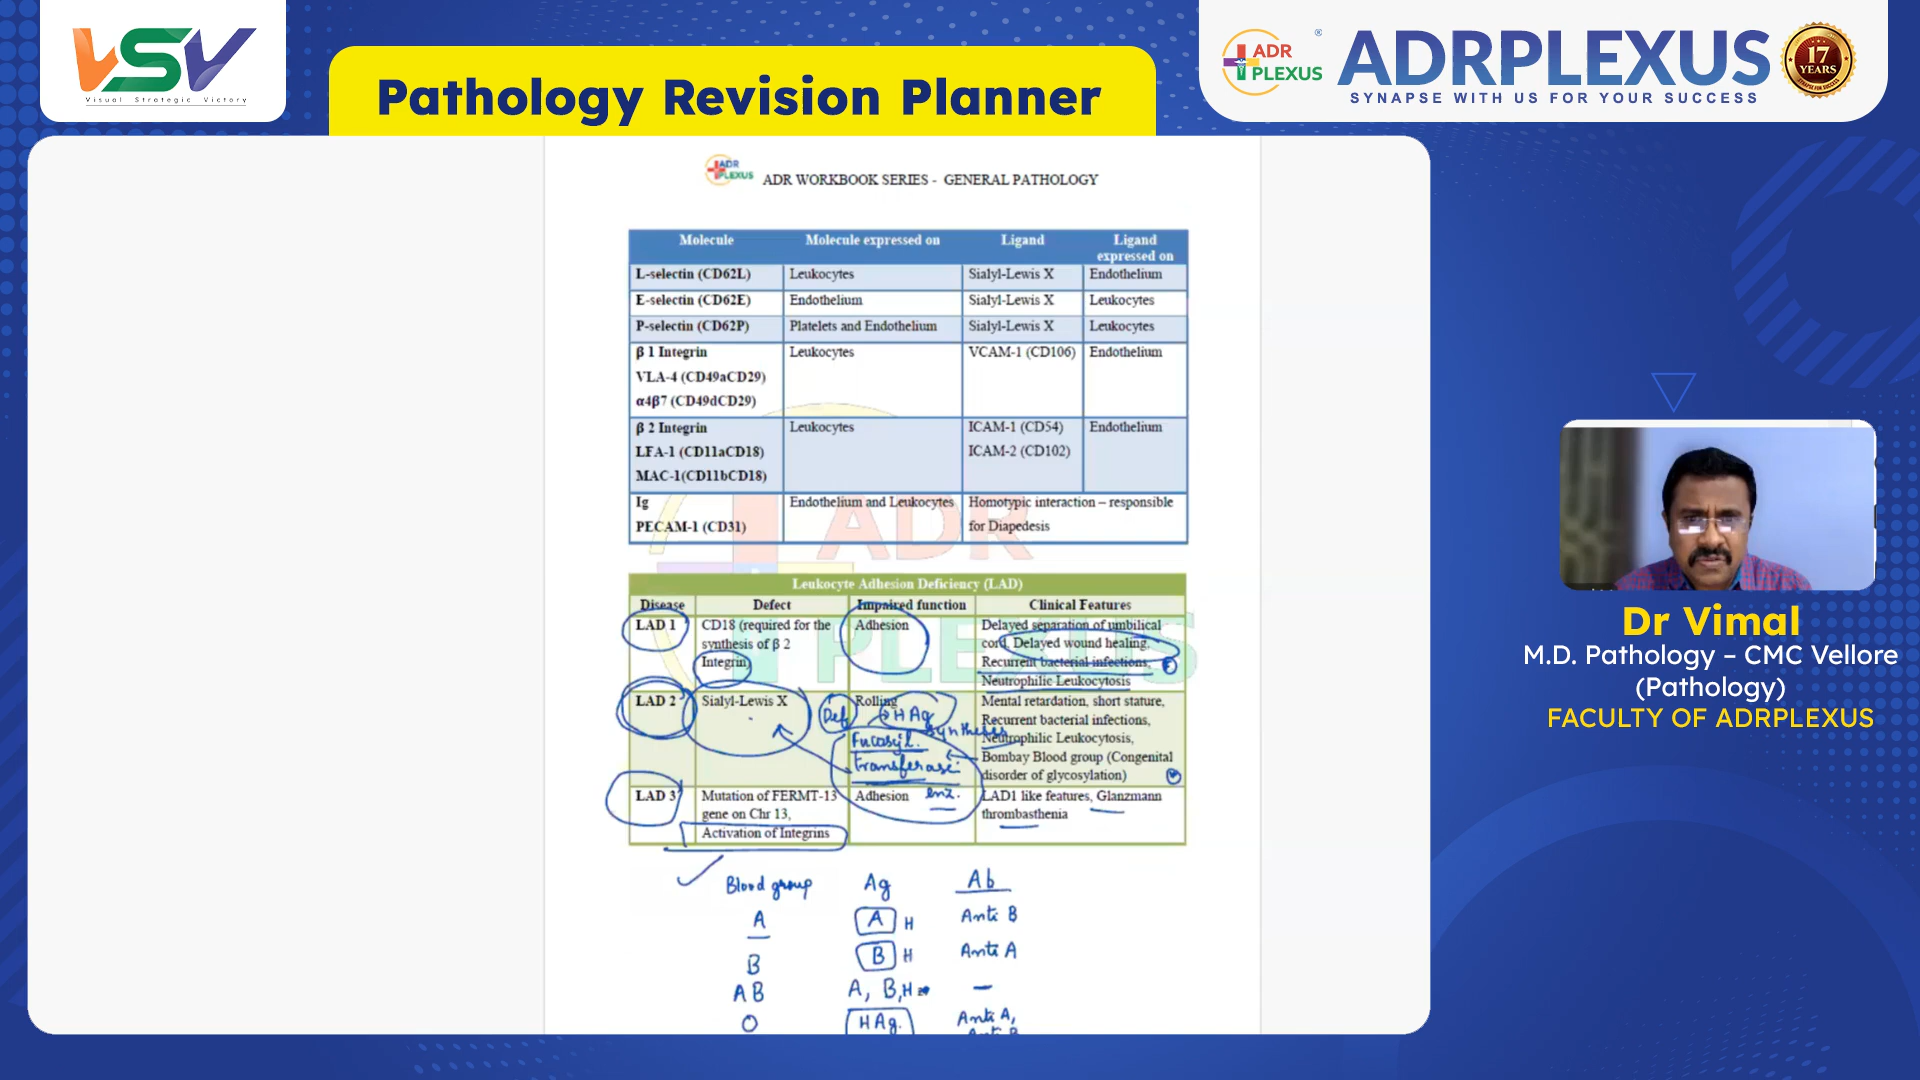 VSV
Visual Strategic Victory
Pathology Revision Planner
ADR PLEXUS ®
ADRPLEXUS
SYNAPSE WITH US FOR YOUR SUCCESS
17 YEARS
ADR PLEXUS
ADR WORKBOOK SERIES - GENERAL PATHOLOGY
Molecule | Molecule expressed on | Ligand | Ligand expressed on
L-selectin (CD62L) | Leukocytes | Sialyl-Lewis X | Endothelium
E-selectin (CD62E) | Endothelium | Sialyl-Lewis X | Leukocytes
P-selectin (CD62P) | Platelets and Endothelium | Sialyl-Lewis X | Leukocytes
β 1 Integrin | Leukocytes | VCAM-1 (CD106) | Endothelium
VLA-4 (CD49aCD29)
α4β7 (CD49dCD29)
β 2 Integrin | Leukocytes | ICAM-1 (CD54) | Endothelium
LFA-1 (CD11aCD18) | ICAM-2 (CD102)
MAC-1(CD11bCD18)
Ig | Endothelium and Leukocytes | Homotypic interaction – responsible
PECAM-1 (CD31) | for Diapedesis
ADR
PLEXUS
Leukocyte Adhesion Deficiency (LAD)
Disease | Defect | Impaired function | Clinical Features
LAD 1 | CD18 (required for the | Adhesion | Delayed separation of umbilical
synthesis of β 2 | cord, Delayed wound healing,
Integrin) | Recurrent bacterial infections,
Neutrophilic Leukocytosis
LAD 2 | Sialyl-Lewis X | Rolling | Mental retardation, short stature,
Def HAg synthesis | Recurrent bacterial infections,
Fucosyl | Neutrophilic Leukocytosis,
transferase | Bombay Blood group (Congenital
disorder of glycosylation)
LAD 3 | Mutation of FERMT-13 | Adhesion enz. | LAD1 like features, Glanzmann
gene on Chr 13, | thrombasthenia
Activation of Integrins
Blood group Ag Ab
A A H Anti B
B B H Anti A
AB A, B, H –
O HAg. Anti A,
Dr Vimal
M.D. Pathology – CMC Vellore
(Pathology)
FACULTY OF ADRPLEXUS